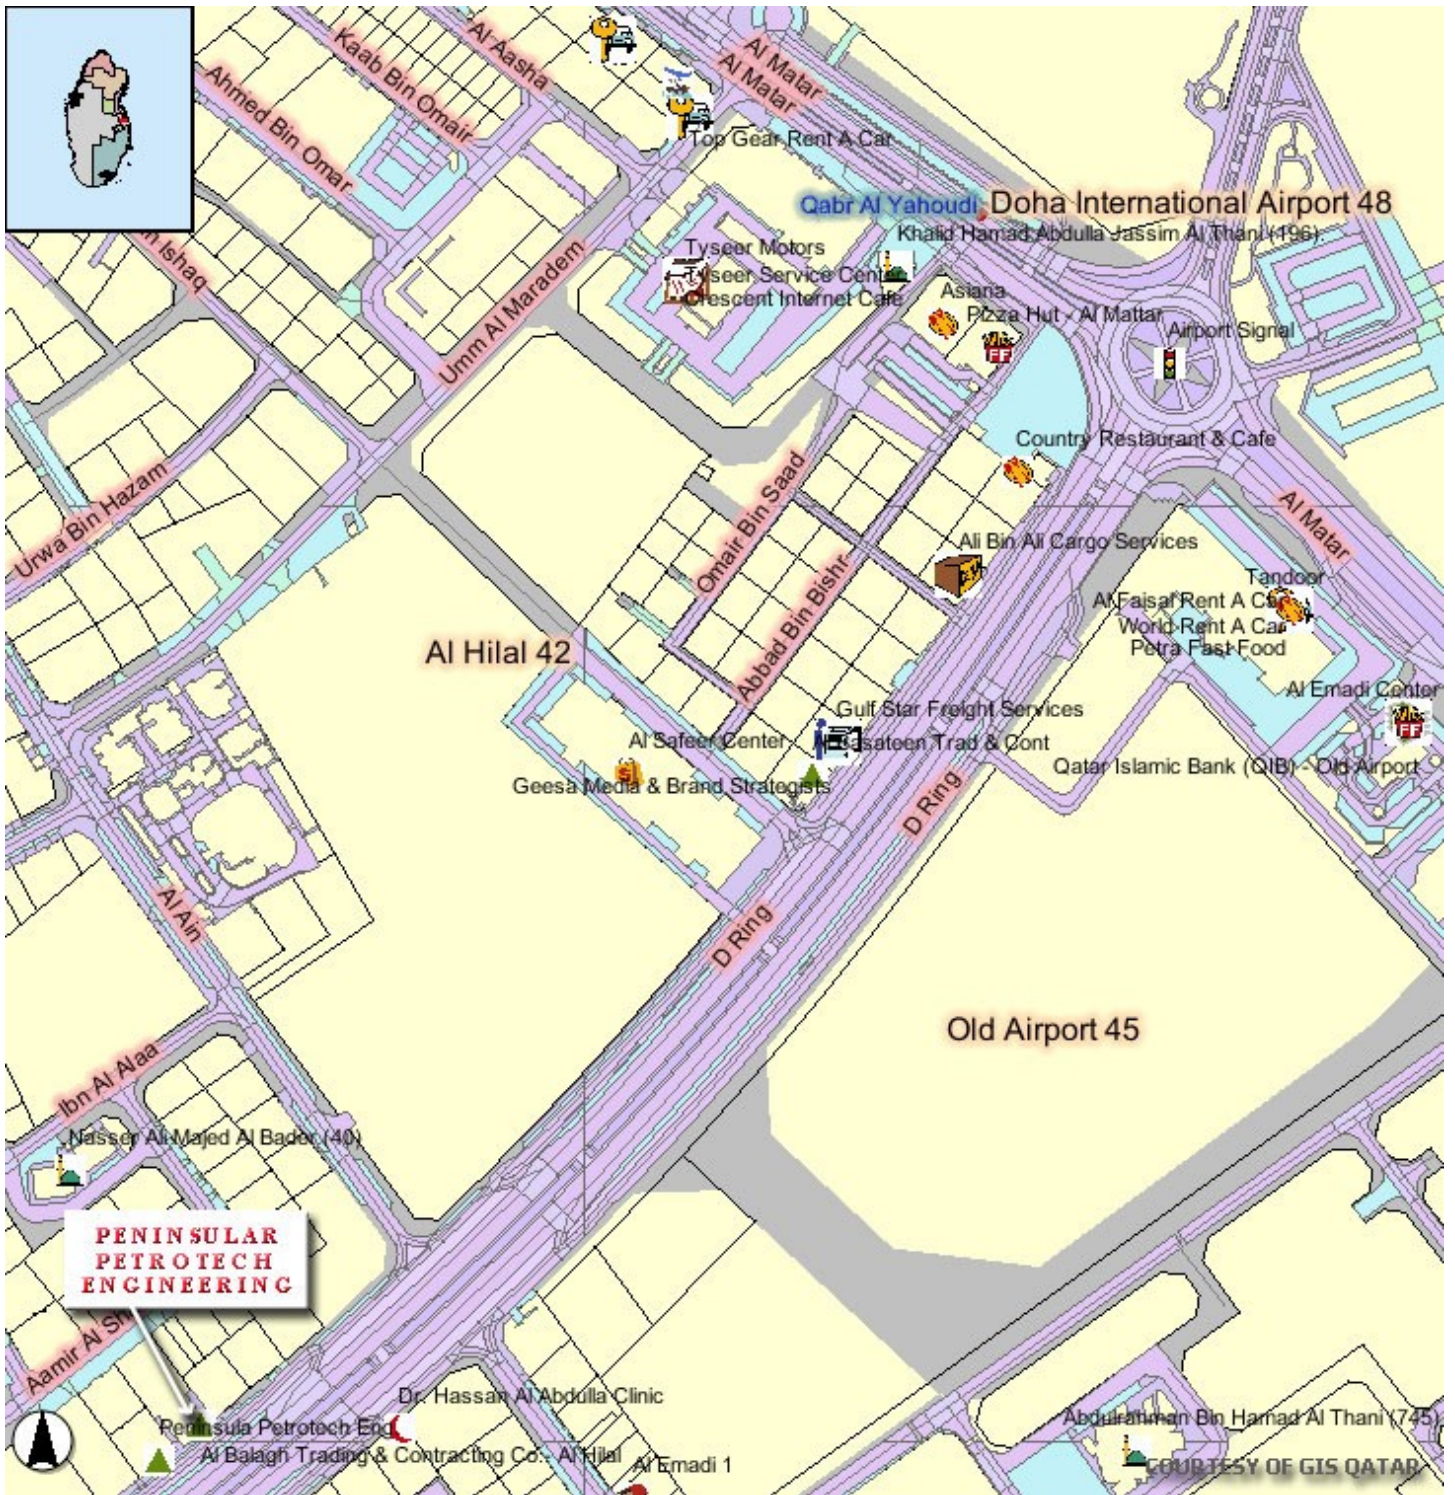 Al Aasha
Kaab Bin Omair
Ahmed Bin Omar
Al Matar
Al Matar
Top Gear Rent A Car
Qabr Al Yahoudi
Doha International Airport 48
Khalid Hamad Abdulla Jassim Al Thani (196)
Ishaq
Umm Al Maradem
Tyseer Motors
Tyseer Service Center
Crescent Internet Cafe
Asiana
Pizza Hut - Al Mattar
Airport Signal
Country Restaurant & Cafe
Urwa Bin Hazam
Omair Bin Saad
Al Matar
Ali Bin Ali Cargo Services
Abbad Bin Bishr
Tandoor
Al Faisal Rent A Car
World Rent A Car
Petra Fast Food
Al Hilal 42
Al Emadi Center
Gulf Star Freight Services
Al Safeer Center
Trad & Cont
Qatar Islamic Bank (QIB) - Old Airport
Geesa Media & Brand Strategists
D Ring
Al Ain
D Ring
Old Airport 45
Ibn Al Alaa
Nasser Ali Majed Al Bader (40)
PENINSULAR
PETROTECH
ENGINEERING
Aamir Al
Dr. Hassan Al Abdulla Clinic
Peninsula Petrotech Eng
Al Balagh Trading & Contracting Co.- Al Hilal
Al Emadi 1
Abdulrahman Bin Hamad Al Thani (745)
COURTESY OF GIS QATAR